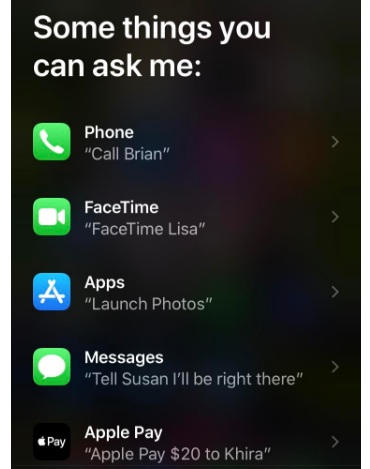 Some things you
can ask me:
Phone
“Call Brian”
FaceTime
“FaceTime Lisa”
Apps
“Launch Photos”
Messages
“Tell Susan I’ll be right there”
Pay
Apple Pay
“Apple Pay $20 to Khira”